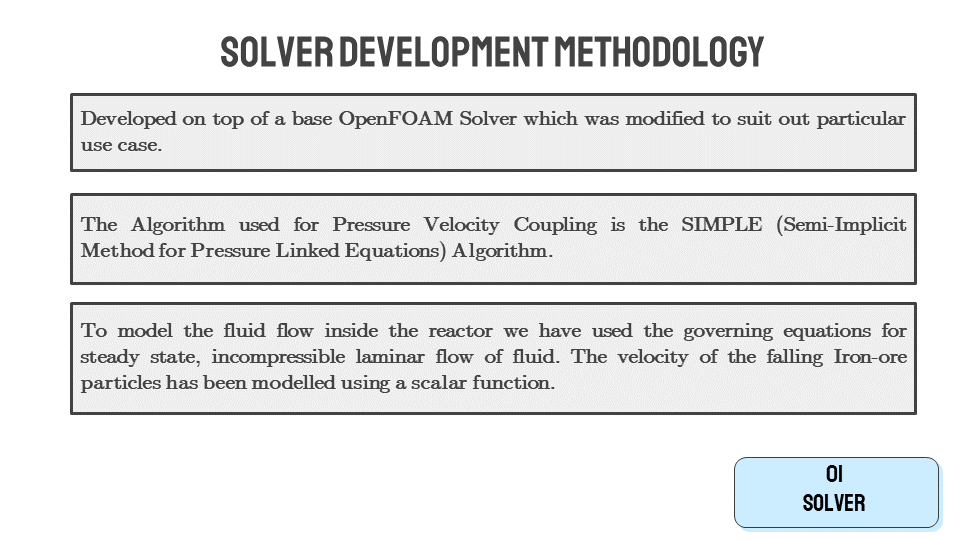 SOLVER DEVELOPMENT METHODOLOGY
Developed on top of a base OpenFOAM Solver which was modified to suit out particular
use case.
The Algorithm used for Pressure Velocity Coupling is the SIMPLE (Semi-Implicit
Method for Pressure Linked Equations) Algorithm.
To model the fluid flow inside the reactor we have used the governing equations for
steady state, incompressible laminar flow of fluid. The velocity of the falling Iron-ore
particles has been modelled using a scalar function.
01
SOLVER